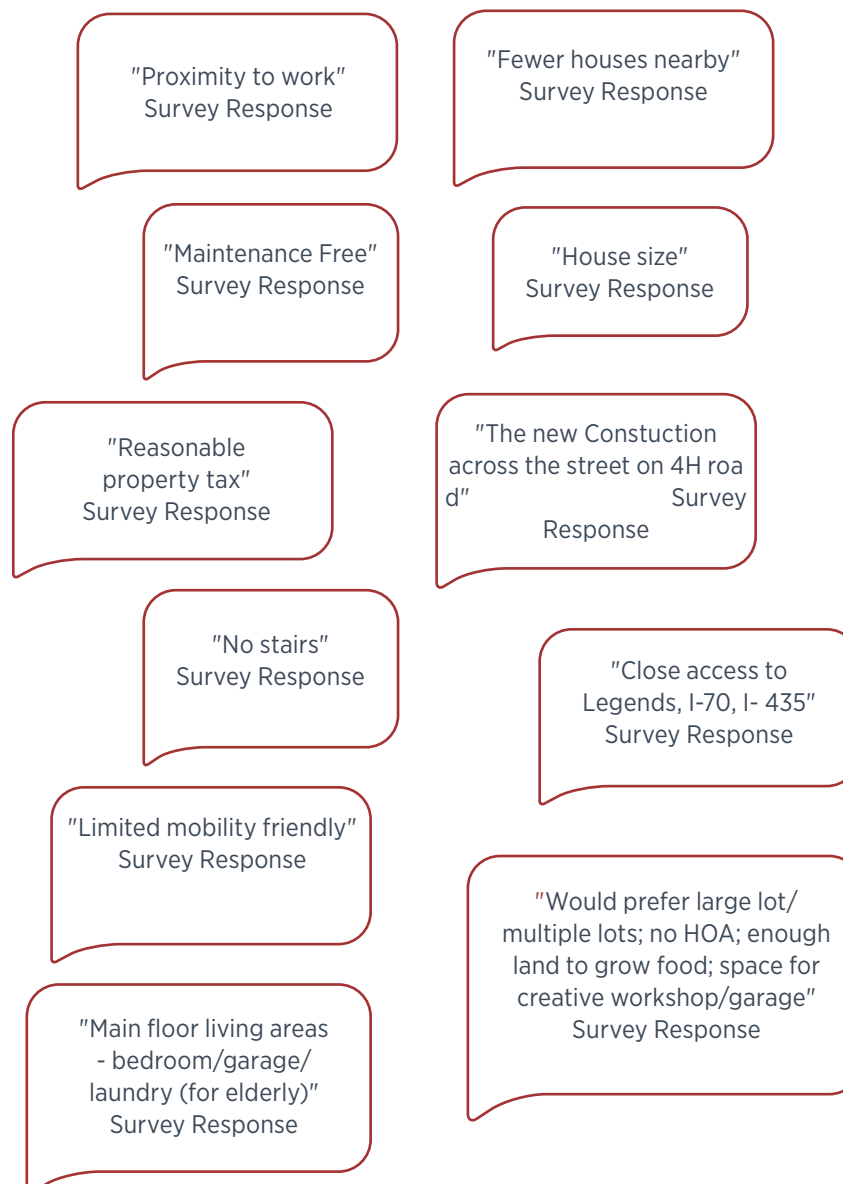 "Proximity to work"
Survey Response
"Fewer houses nearby"
Survey Response
"Maintenance Free"
Survey Response
"House size"
Survey Response
"Reasonable
property tax"
Survey Response
"The new Constuction
across the street on 4H roa
d" Survey
Response
"No stairs"
Survey Response
"Close access to
Legends, I-70, I- 435"
Survey Response
"Limited mobility friendly"
Survey Response
"Would prefer large lot/
multiple lots; no HOA; enough
land to grow food; space for
creative workshop/garage"
Survey Response
"Main floor living areas
- bedroom/garage/
laundry (for elderly)"
Survey Response